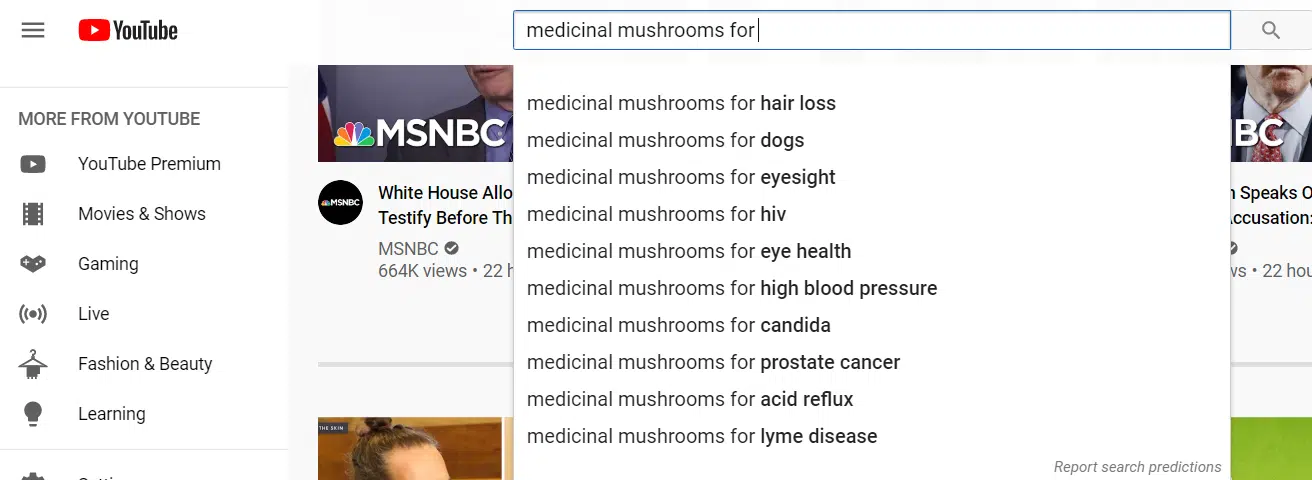 YouTube
medicinal mushrooms for
MORE FROM YOUTUBE
YouTube Premium
Movies & Shows
Gaming
Live
Fashion & Beauty
Learning
MSNBC
MSNBC
White House Allo
Testify Before Th
MSNBC
664K views • 22 h
THE SKIN
medicinal mushrooms for hair loss
medicinal mushrooms for dogs
medicinal mushrooms for eyesight
medicinal mushrooms for hiv
medicinal mushrooms for eye health
medicinal mushrooms for high blood pressure
medicinal mushrooms for candida
medicinal mushrooms for prostate cancer
medicinal mushrooms for acid reflux
medicinal mushrooms for lyme disease
Report search predictions
BC
n Speaks O
Accusation:
ws • 22 hou